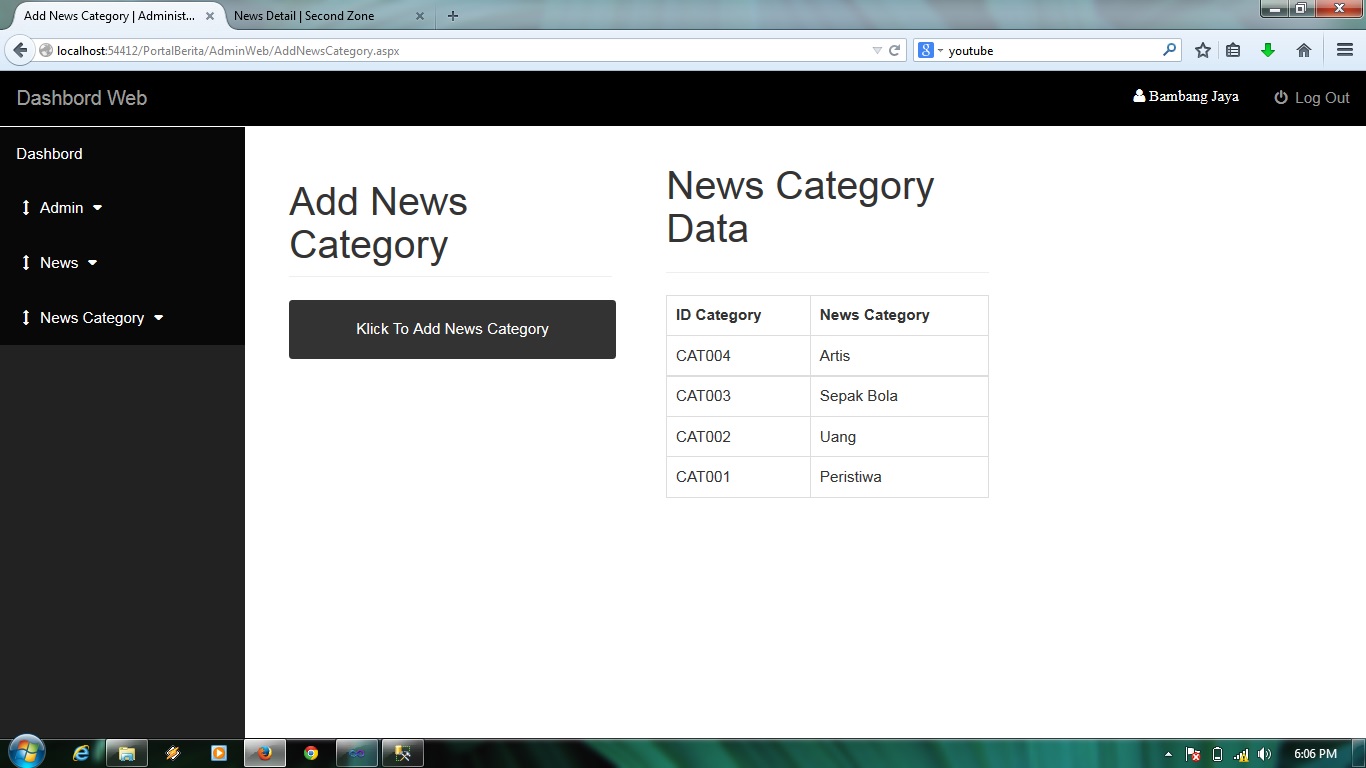 Add News Category | Administ...
News Detail | Second Zone
localhost:54412/PortalBerita/AdminWeb/AddNewsCategory.aspx
8 youtube
Dashbord Web
Bambang Jaya
Log Out
Dashbord
Admin
News
News Category
Add News
Category
Klick To Add News Category
News Category
Data
ID Category News Category
CAT004 Artis
CAT003 Sepak Bola
CAT002 Uang
CAT001 Peristiwa
6:06 PM